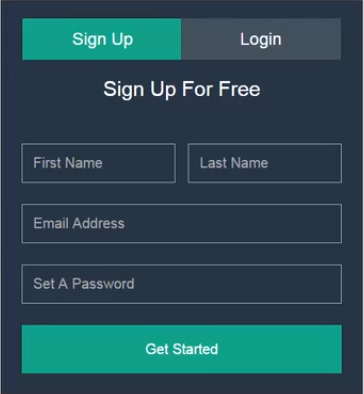 Sign Up Login
Sign Up For Free
First Name Last Name
Email Address
Set A Password
Get Started